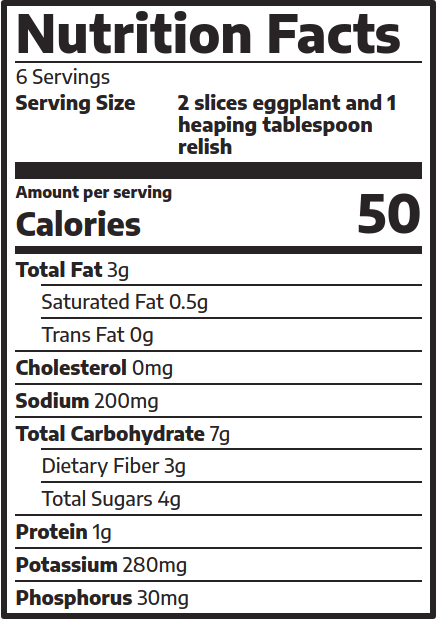 Nutrition Facts
6 Servings
Serving Size 2 slices eggplant and 1
heaping tablespoon
relish
Amount per serving
Calories 50
Total Fat 3g
Saturated Fat 0.5g
Trans Fat 0g
Cholesterol 0mg
Sodium 200mg
Total Carbohydrate 7g
Dietary Fiber 3g
Total Sugars 4g
Protein 1g
Potassium 280mg
Phosphorus 30mg